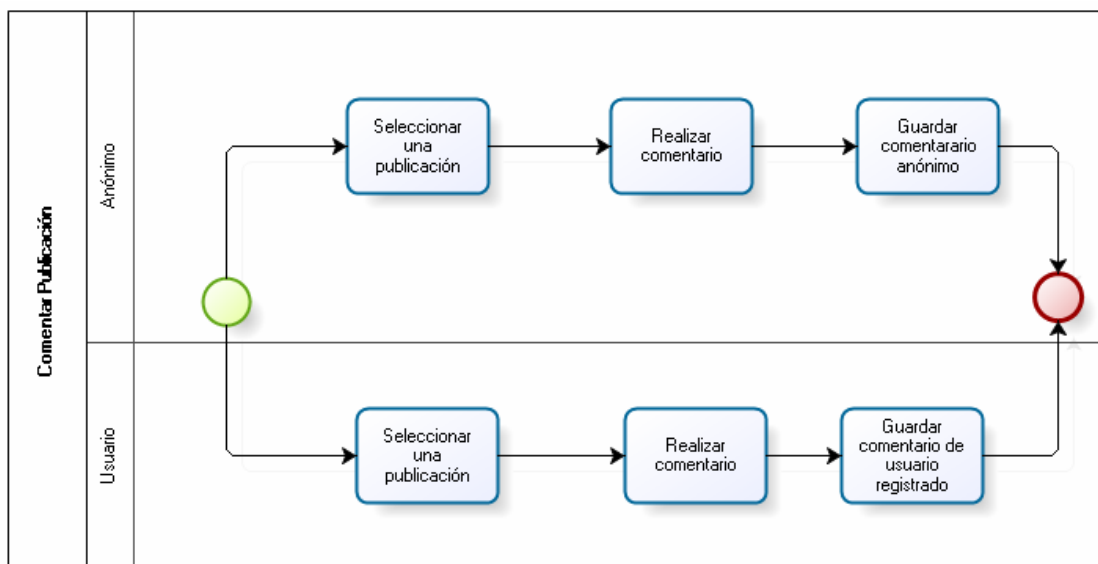 Comentar Publicación
Anónimo
Seleccionar
una
publicación
Realizar
comentario
Guardar
comentarario
anónimo
Usuario
Seleccionar
una
publicación
Realizar
comentario
Guardar
comentario de
usuario
registrado